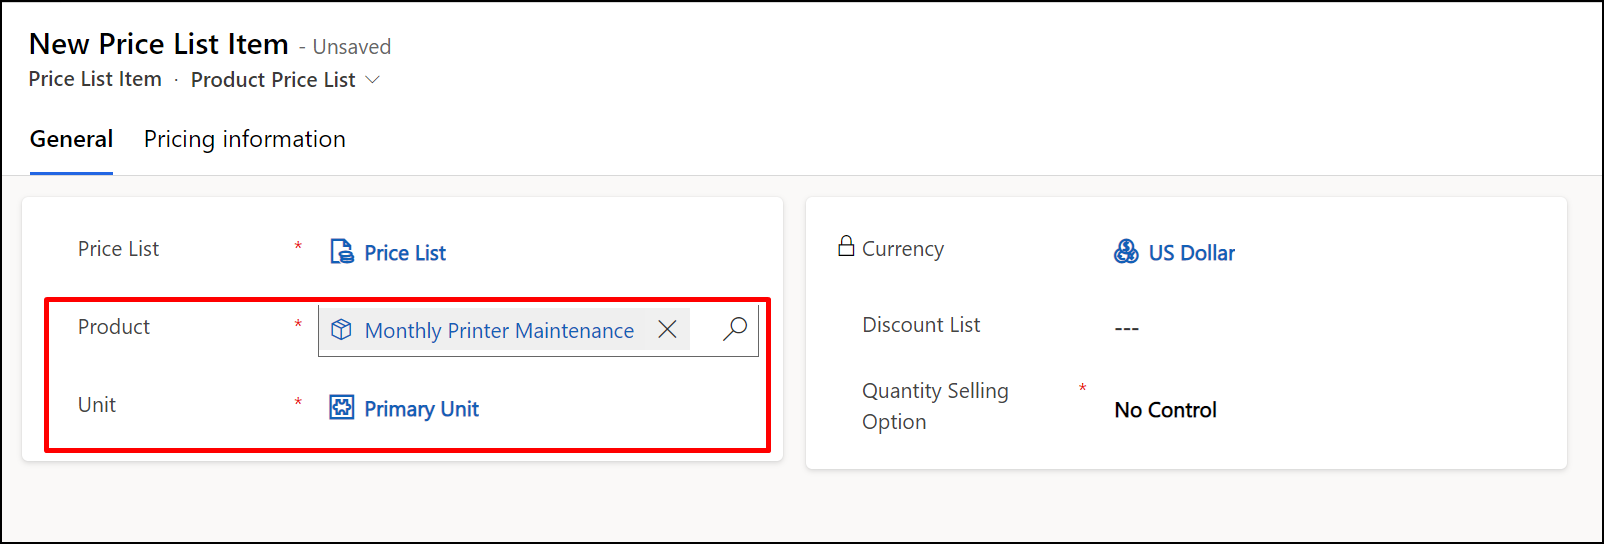 New Price List Item - Unsaved
Price List Item · Product Price List
General Pricing information
Price List * Price List
Product * Monthly Printer Maintenance
Unit * Primary Unit
Currency US Dollar
Discount List ---
Quantity Selling * No Control
Option